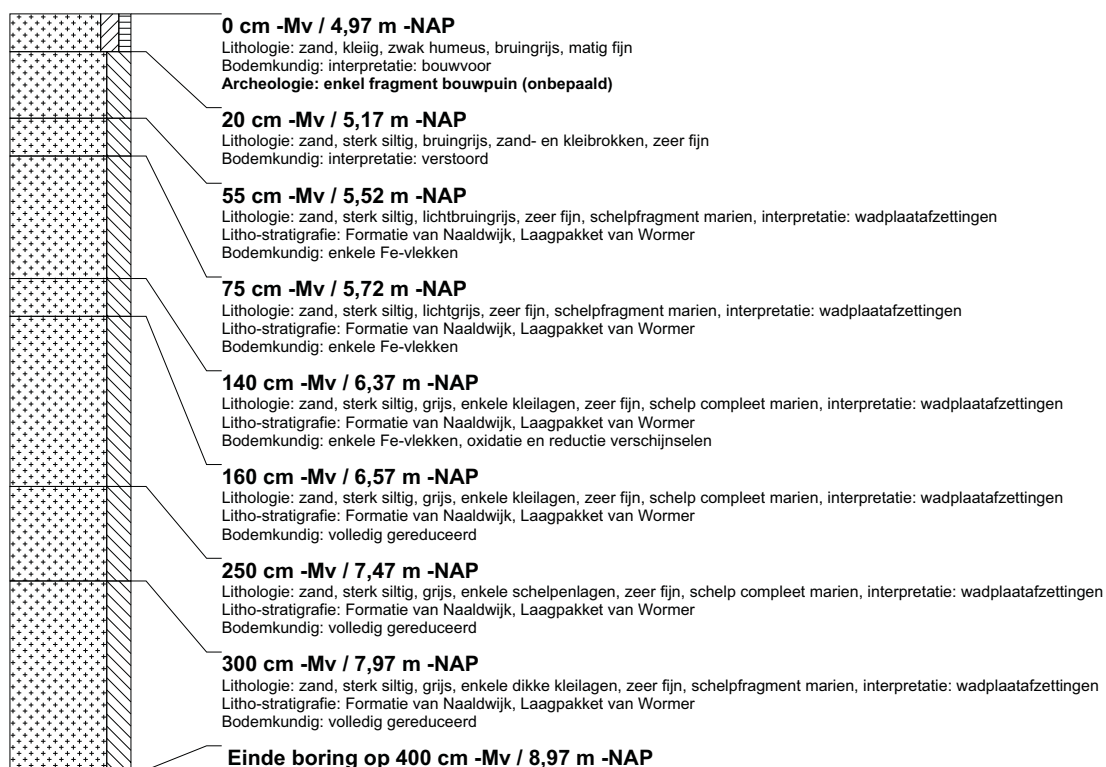 0 cm -Mv / 4,97 m -NAP
Lithologie: zand, kleiig, zwak humeus, bruingrijs, matig fijn
Bodemkundig: interpretatie: bouwvoor
Archeologie: enkel fragment bouwpuin (onbepaald)
20 cm -Mv / 5,17 m -NAP
Lithologie: zand, sterk siltig, bruingrijs, zand- en kleibrokken, zeer fijn
Bodemkundig: interpretatie: verstoord
55 cm -Mv / 5,52 m -NAP
Lithologie: zand, sterk siltig, lichtbruingrijs, zeer fijn, schelpfragment marien, interpretatie: wadplaatafzettingen
Litho-stratigrafie: Formatie van Naaldwijk, Laagpakket van Wormer
Bodemkundig: enkele Fe-vlekken
75 cm -Mv / 5,72 m -NAP
Lithologie: zand, sterk siltig, lichtgrijs, zeer fijn, schelpfragment marien, interpretatie: wadplaatafzettingen
Litho-stratigrafie: Formatie van Naaldwijk, Laagpakket van Wormer
Bodemkundig: enkele Fe-vlekken
140 cm -Mv / 6,37 m -NAP
Lithologie: zand, sterk siltig, grijs, enkele kleilagen, zeer fijn, schelp compleet marien, interpretatie: wadplaatafzettingen
Litho-stratigrafie: Formatie van Naaldwijk, Laagpakket van Wormer
Bodemkundig: enkele Fe-vlekken, oxidatie en reductie verschijnselen
160 cm -Mv / 6,57 m -NAP
Lithologie: zand, sterk siltig, grijs, enkele kleilagen, zeer fijn, schelp compleet marien, interpretatie: wadplaatafzettingen
Litho-stratigrafie: Formatie van Naaldwijk, Laagpakket van Wormer
Bodemkundig: volledig gereduceerd
250 cm -Mv / 7,47 m -NAP
Lithologie: zand, sterk siltig, grijs, enkele schelpenlagen, zeer fijn, schelp compleet marien, interpretatie: wadplaatafzettingen
Litho-stratigrafie: Formatie van Naaldwijk, Laagpakket van Wormer
Bodemkundig: volledig gereduceerd
300 cm -Mv / 7,97 m -NAP
Lithologie: zand, sterk siltig, grijs, enkele dikke kleilagen, zeer fijn, schelpfragment marien, interpretatie: wadplaatafzettingen
Litho-stratigrafie: Formatie van Naaldwijk, Laagpakket van Wormer
Bodemkundig: volledig gereduceerd
Einde boring op 400 cm -Mv / 8,97 m -NAP